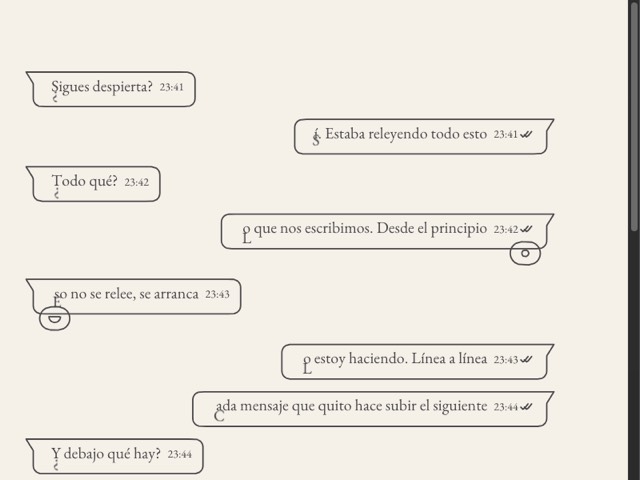 ¿Sigues despierta? 23:41
Sí Estaba releyendo todo esto 23:41
¿Todo qué? 23:42
Lo que nos escribimos. Desde el principio 23:42
Eso no se relee, se arranca 23:43
Lo estoy haciendo. Línea a línea 23:43
Cada mensaje que quito hace subir el siguiente 23:44
¿Y debajo qué hay? 23:44